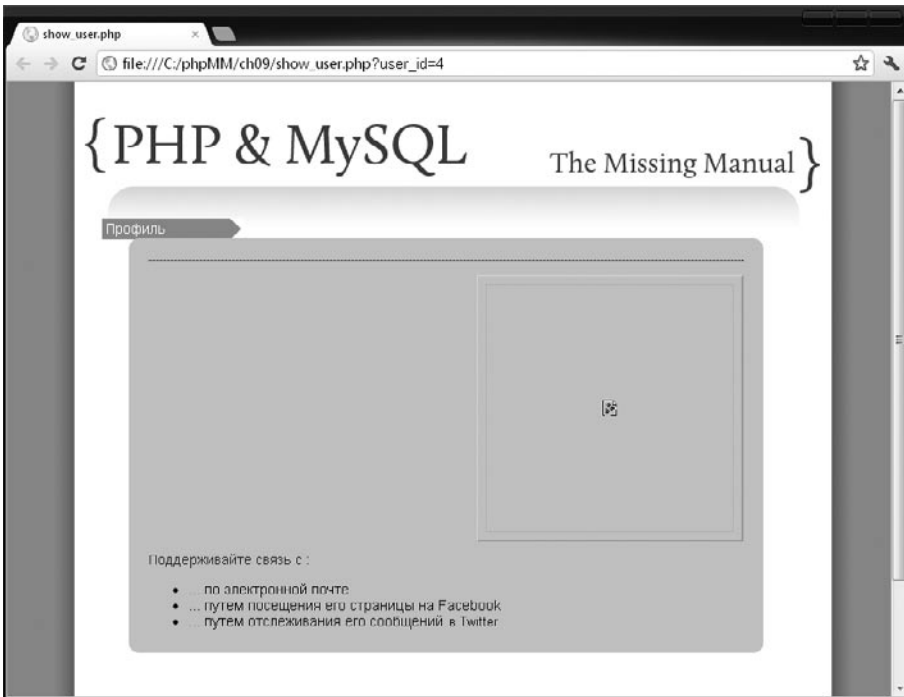 show_user.php
file:///C:/phpMM/ch09/show_user.php?user_id=4
{PHP & MySQL
The Missing Manual}
Профиль
Поддерживайте связь с :
• ... по электронной почте
• ... путем посещения его страницы на Facebook
• ... путем отслеживания его сообщений в Twitter